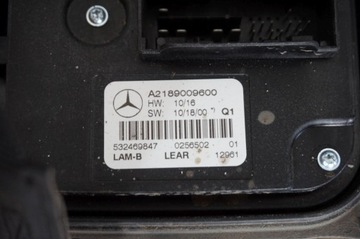 A2189009600
HW: 10/16
SW: 10/18/00 Q1
532469847 0256502 01
LAM-B LEAR 12961